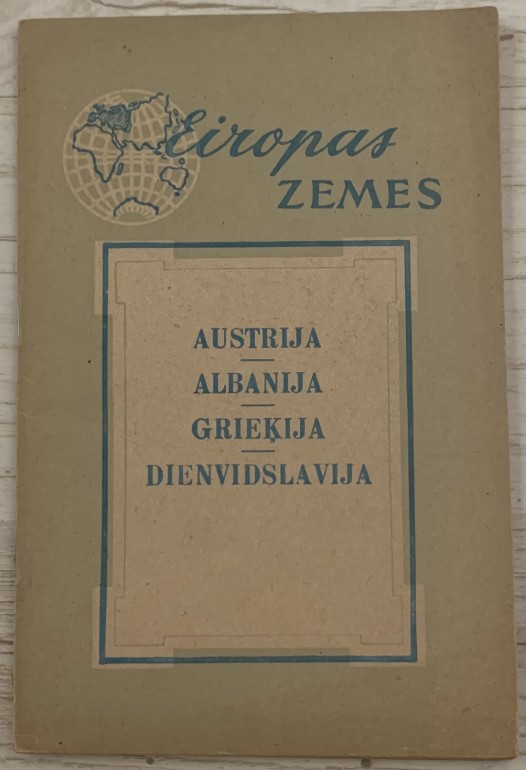 Eiropas
ZEMES
AUSTRIJA
ALBANIJA
GRIEĶIJA
DIENVIDSLAVIJA